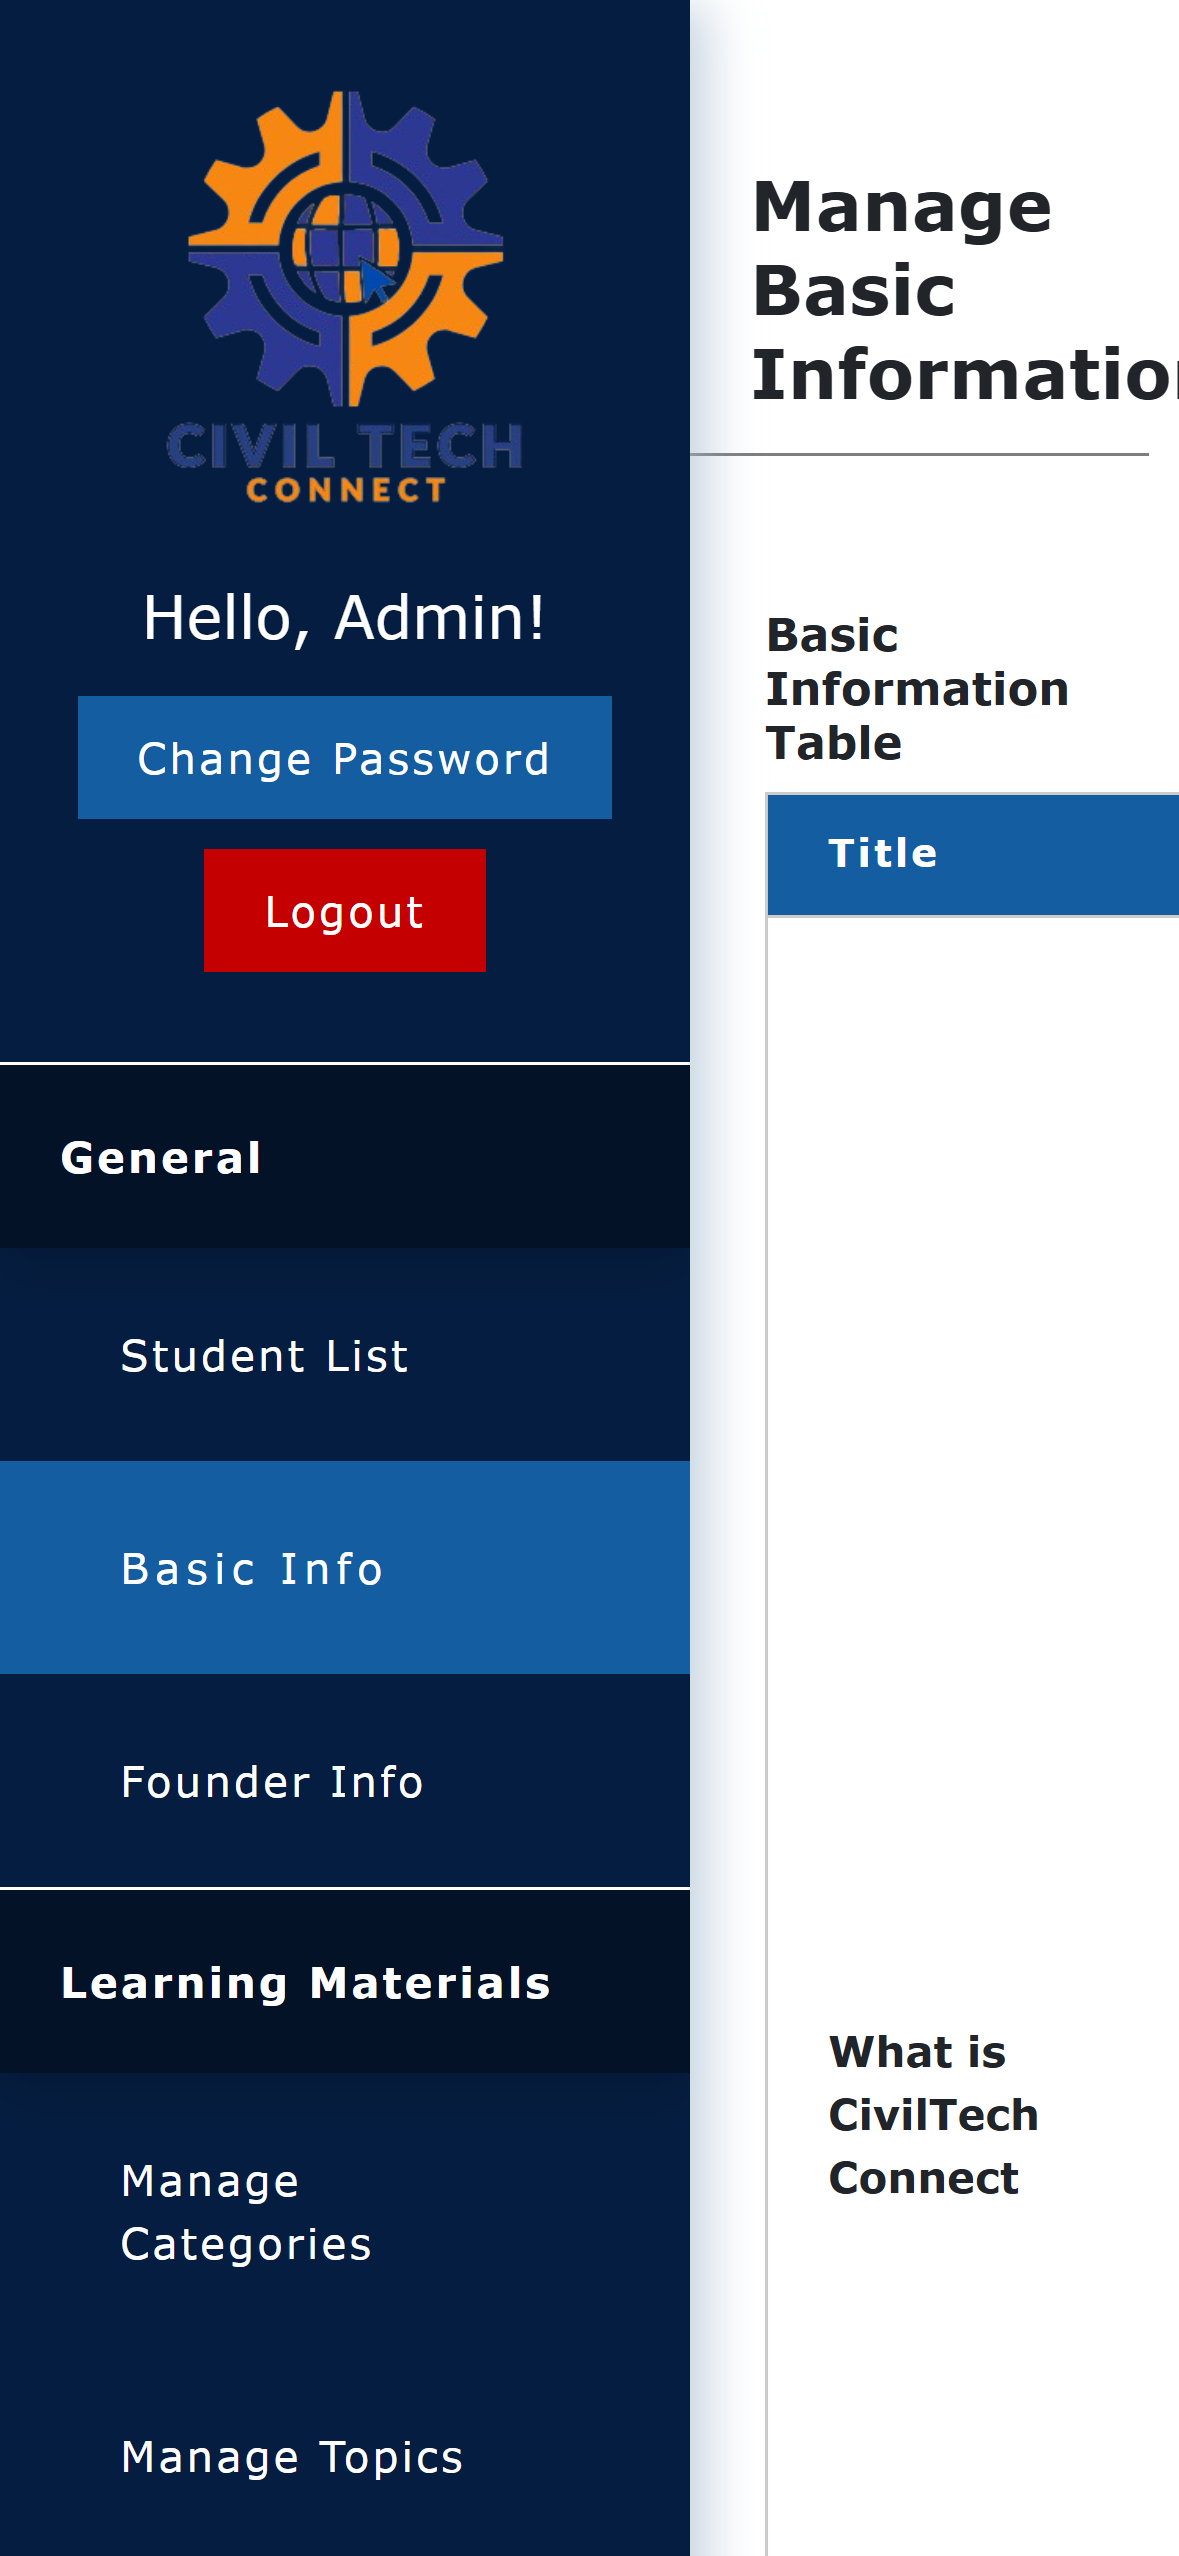 CIVIL TECH
CONNECT
Hello, Admin!
Change Password
Logout
General
Student List
Basic Info
Founder Info
Learning Materials
Manage
Categories
Manage Topics
Manage
Basic
Information
Basic
Information
Table
Title
What is
CivilTech
Connect